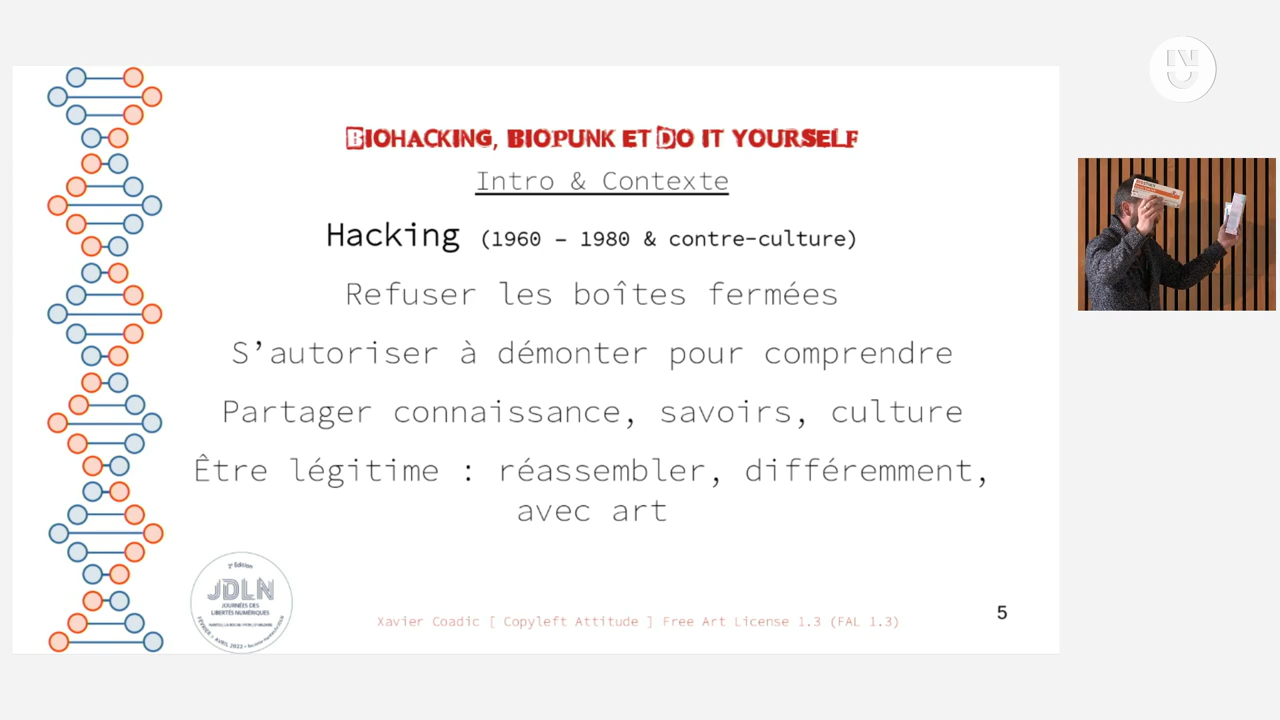 BIOHACKING, BIOPUNK ET DO IT YOURSELF
Intro & Contexte
Hacking (1960 – 1980 & contre-culture)
Refuser les boîtes fermées
S’autoriser à démonter pour comprendre
Partager connaissance, savoirs, culture
Être légitime : réassembler, différemment,
avec art
2e Édition
JDLN
JOURNÉES DES
LIBERTÉS NUMÉRIQUES
Xavier Coadic [ Copyleft Attitude ] Free Art License 1.3 (FAL 1.3)
5